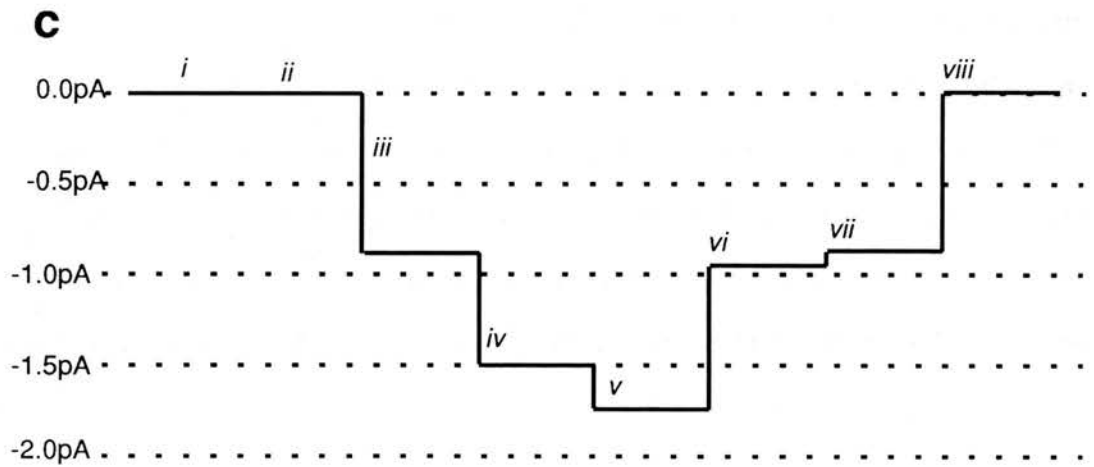 C
i ii viii
0.0pA
iii
-0.5pA
vi vii
-1.0pA
iv
-1.5pA
v
-2.0pA